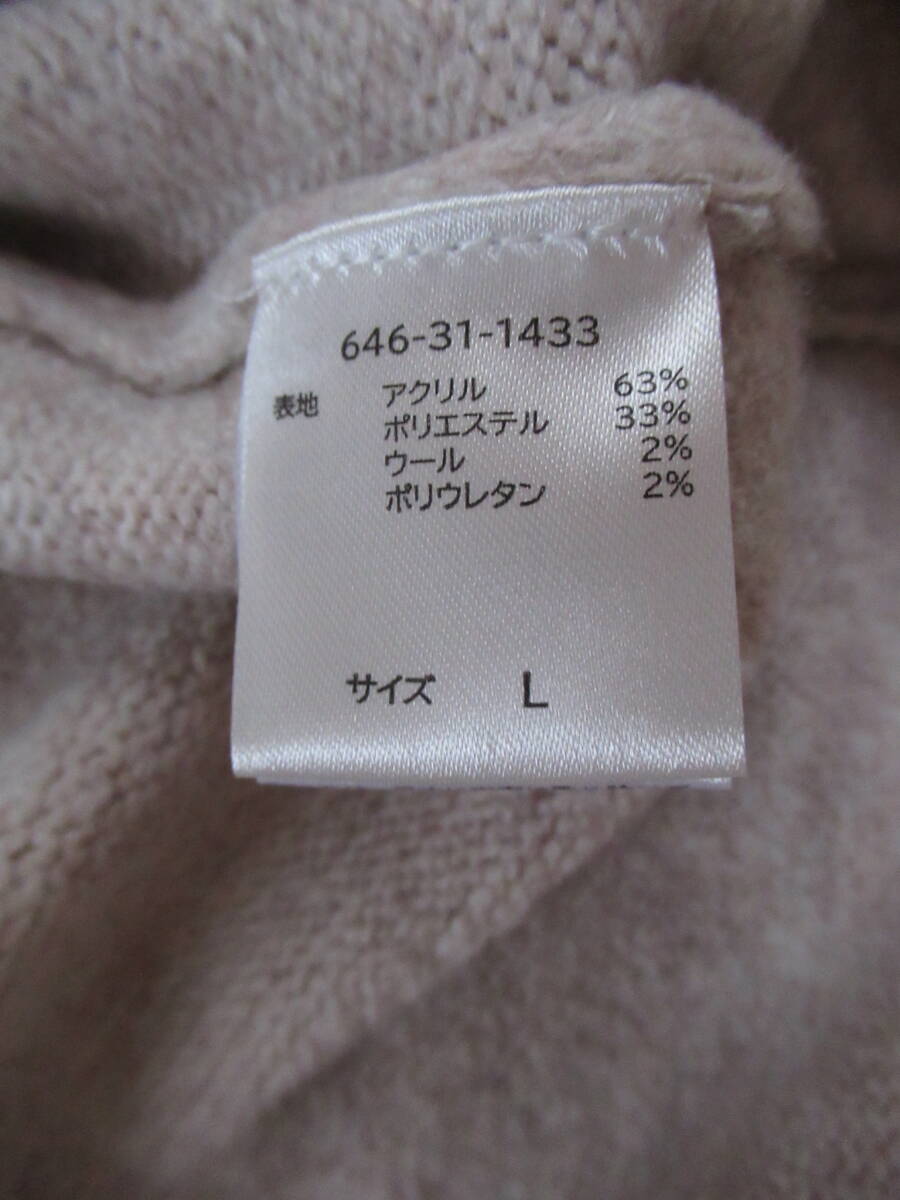 646-31-1433
表地 アクリル 63%
ポリエステル 33%
ウール 2%
ポリウレタン 2%
サイズ L